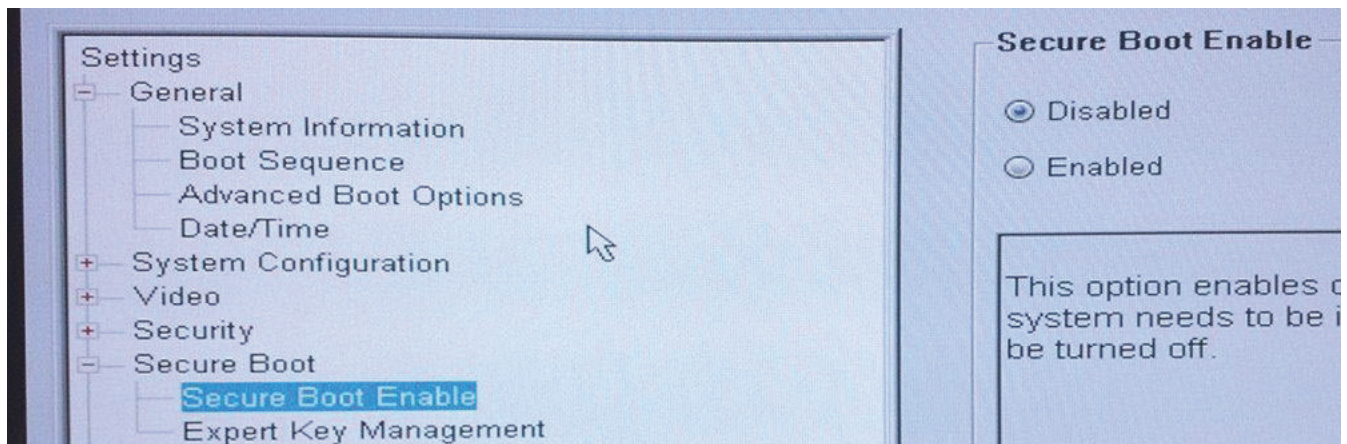 Settings
General
System Information
Boot Sequence
Advanced Boot Options
Date/Time
System Configuration
Video
Security
Secure Boot
Secure Boot Enable
Expert Key Management
Secure Boot Enable
Disabled
Enabled
This option enables
system needs to be
be turned off.